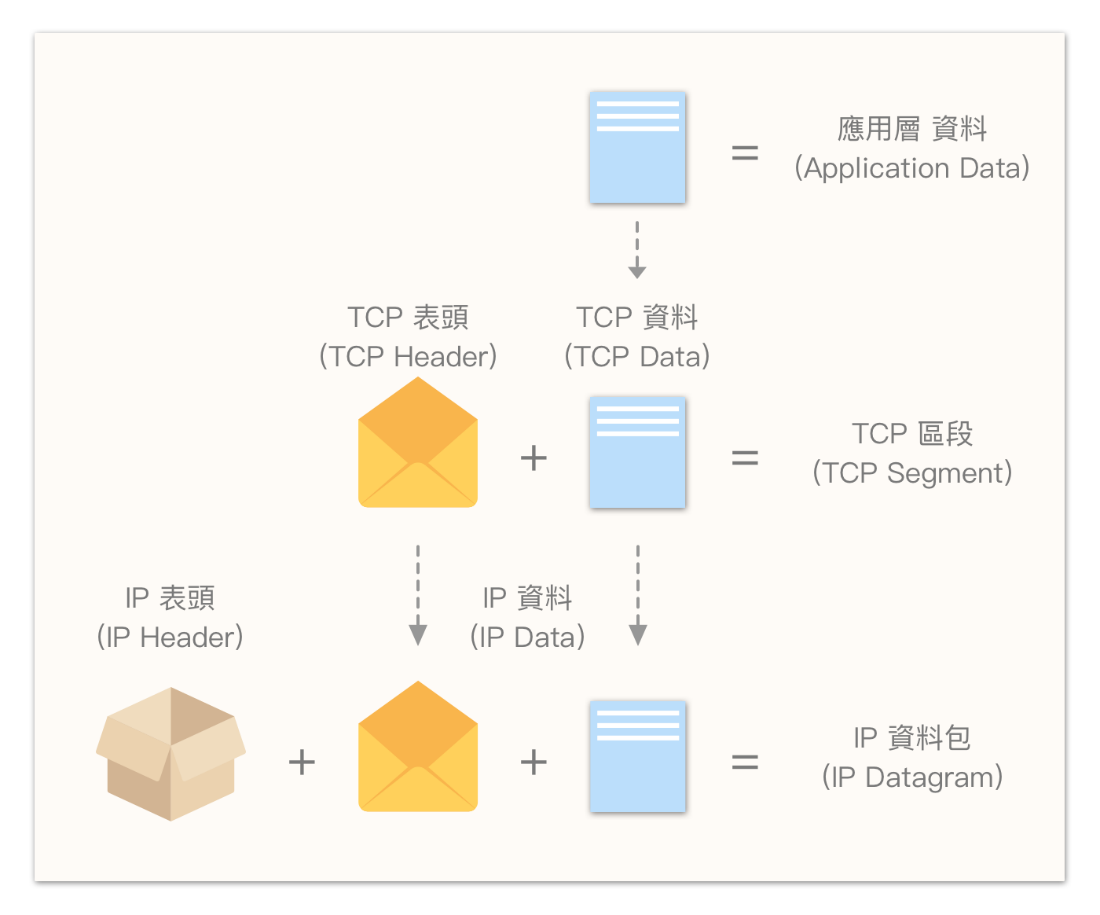 =
應用層 資料
(Application Data)
TCP 表頭
(TCP Header)
TCP 資料
(TCP Data)
+
=
TCP 區段
(TCP Segment)
IP 表頭
(IP Header)
IP 資料
(IP Data)
+
+
=
IP 資料包
(IP Datagram)